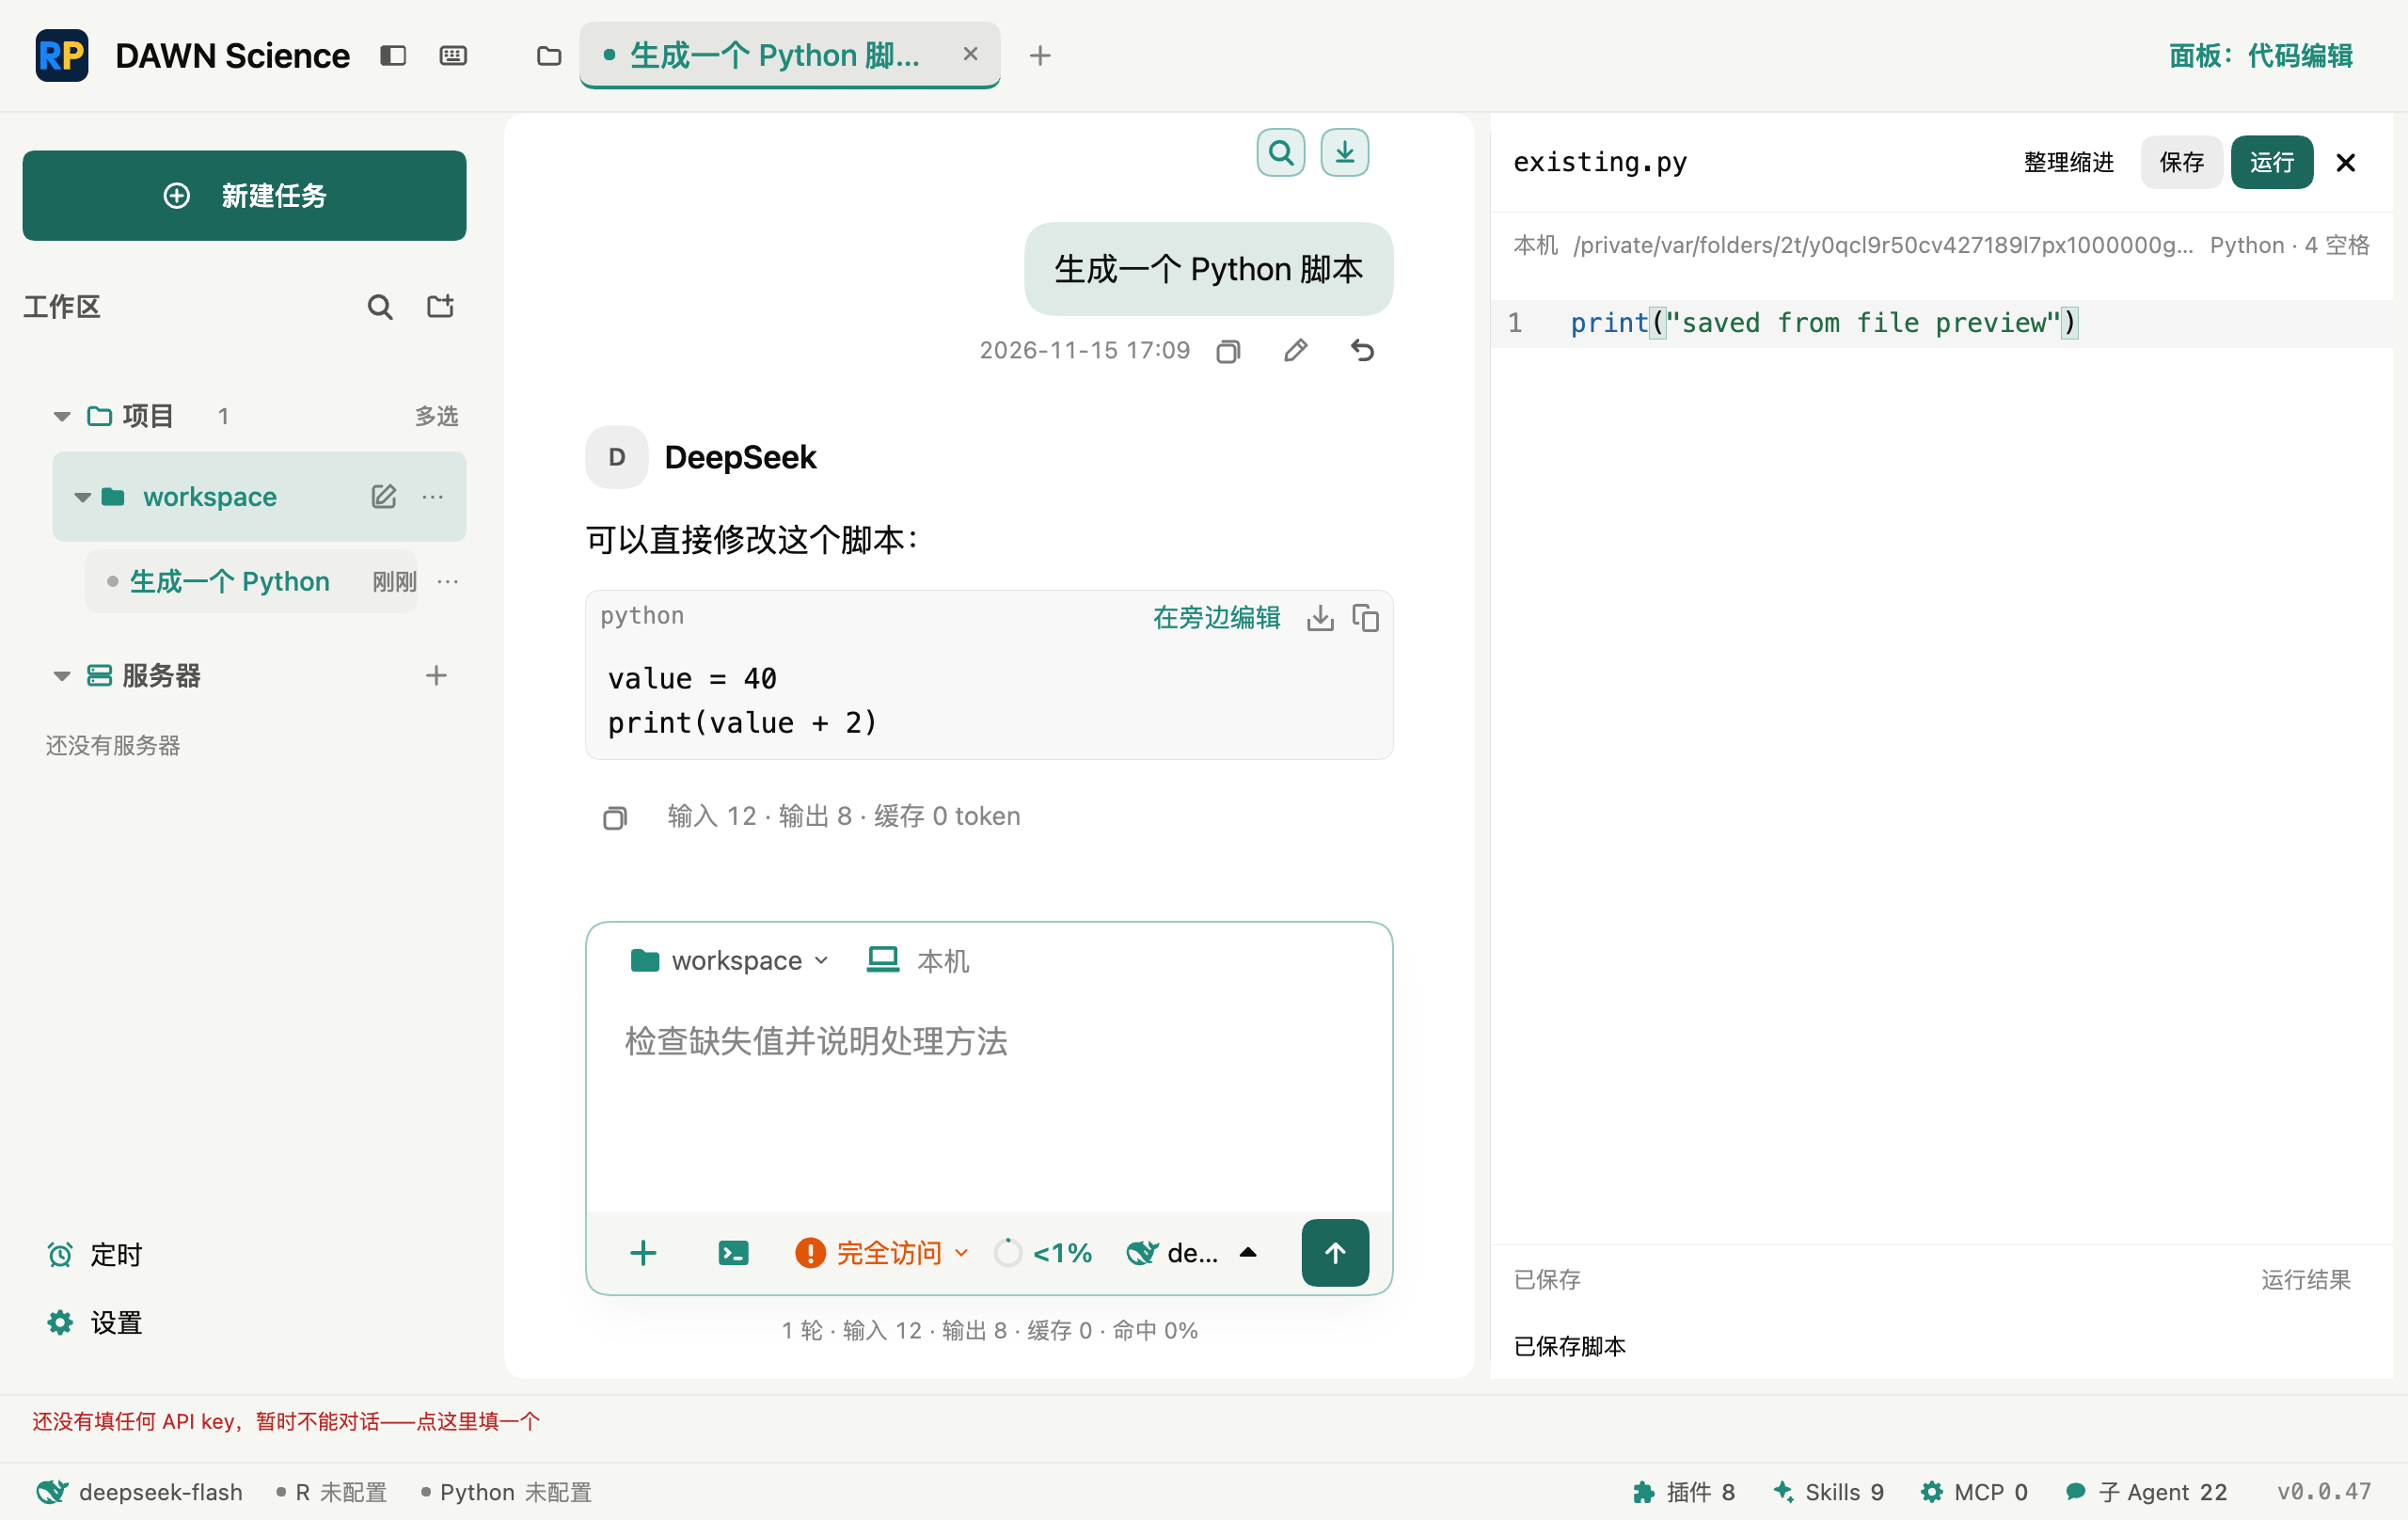 RP DAWN Science
生成一个 Python 脚...
面板：代码编辑
新建任务
工作区
项目 1 多选
workspace
生成一个 Python 刚刚
服务器
还没有服务器
定时
设置
生成一个 Python 脚本
2026-11-15 17:09
D DeepSeek
可以直接修改这个脚本：
python 在旁边编辑
value = 40
print(value + 2)
输入 12 · 输出 8 · 缓存 0 token
workspace 本机
检查缺失值并说明处理方法
完全访问 <1% de...
1 轮 · 输入 12 · 输出 8 · 缓存 0 · 命中 0%
existing.py 整理缩进 保存 运行
本机 /private/var/folders/2t/y0qcl9r50cv427189l7px1000000g... Python · 4 空格
1 print("saved from file preview")
已保存 运行结果
已保存脚本
还没有填任何 API key，暂时不能对话——点这里填一个
deepseek-flash R 未配置 Python 未配置
插件 8 Skills 9 MCP 0 子 Agent 22 v0.0.47